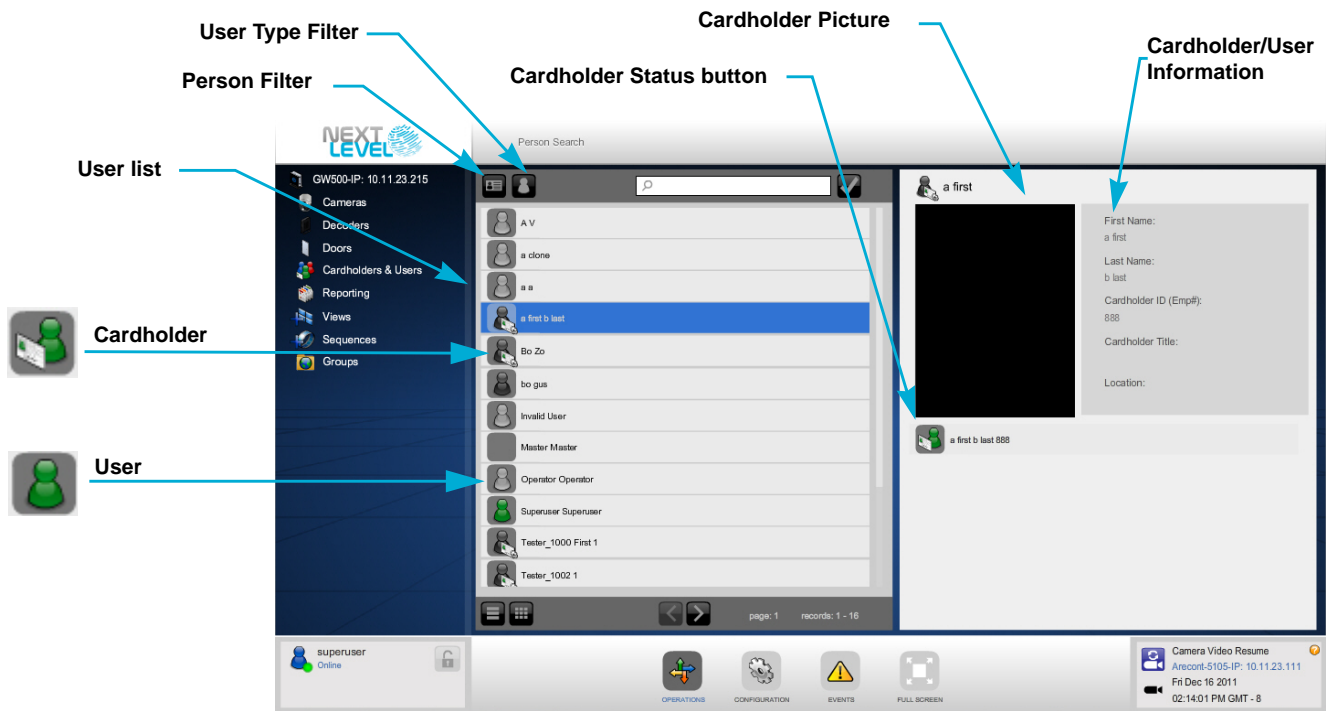 Cardholder Picture
User Type Filter
Cardholder/User
Information
Person Filter
Cardholder Status button
NEXT
LEVEL
Person Search
User list
GW500-IP: 10.11.23.215
Cameras
Decoders
Doors
Cardholders & Users
Reporting
Views
Sequences
Groups
Cardholder
User
A V
a clone
a a
a first b last
Bo Zo
bo gus
Invalid User
Master Master
Operator Operator
Superuser Superuser
Tester_1000 First 1
Tester_1002 1
page: 1 records: 1 - 16
a first
First Name:
a first
Last Name:
b last
Cardholder ID (Emp#):
888
Cardholder Title:
Location:
a first b last 888
superuser
Online
OPERATIONS
CONFIGURATION
EVENTS
FULL SCREEN
Camera Video Resume
Arecont-5105-IP: 10.11.23.111
Fri Dec 16 2011
02:14:01 PM GMT - 8